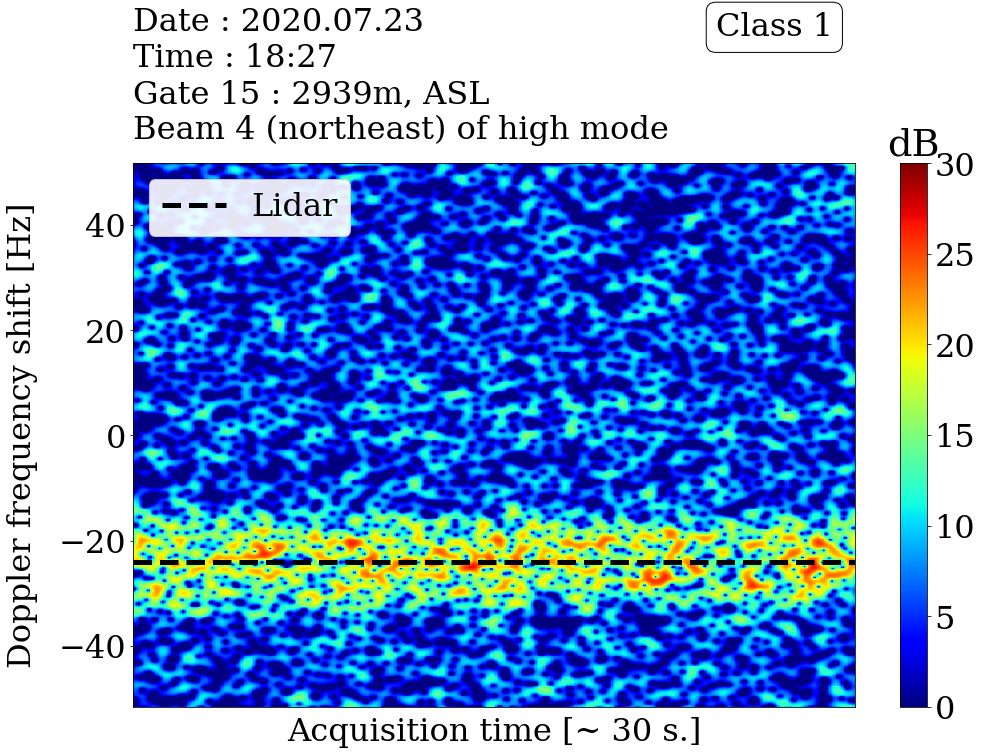 Date : 2020.07.23
Time : 18:27
Gate 15 : 2939m, ASL
Beam 4 (northeast) of high mode
Class 1
dB
Lidar
Doppler frequency shift [Hz]
40
20
0
−20
−40
30
25
20
15
10
5
0
Acquisition time [~ 30 s.]